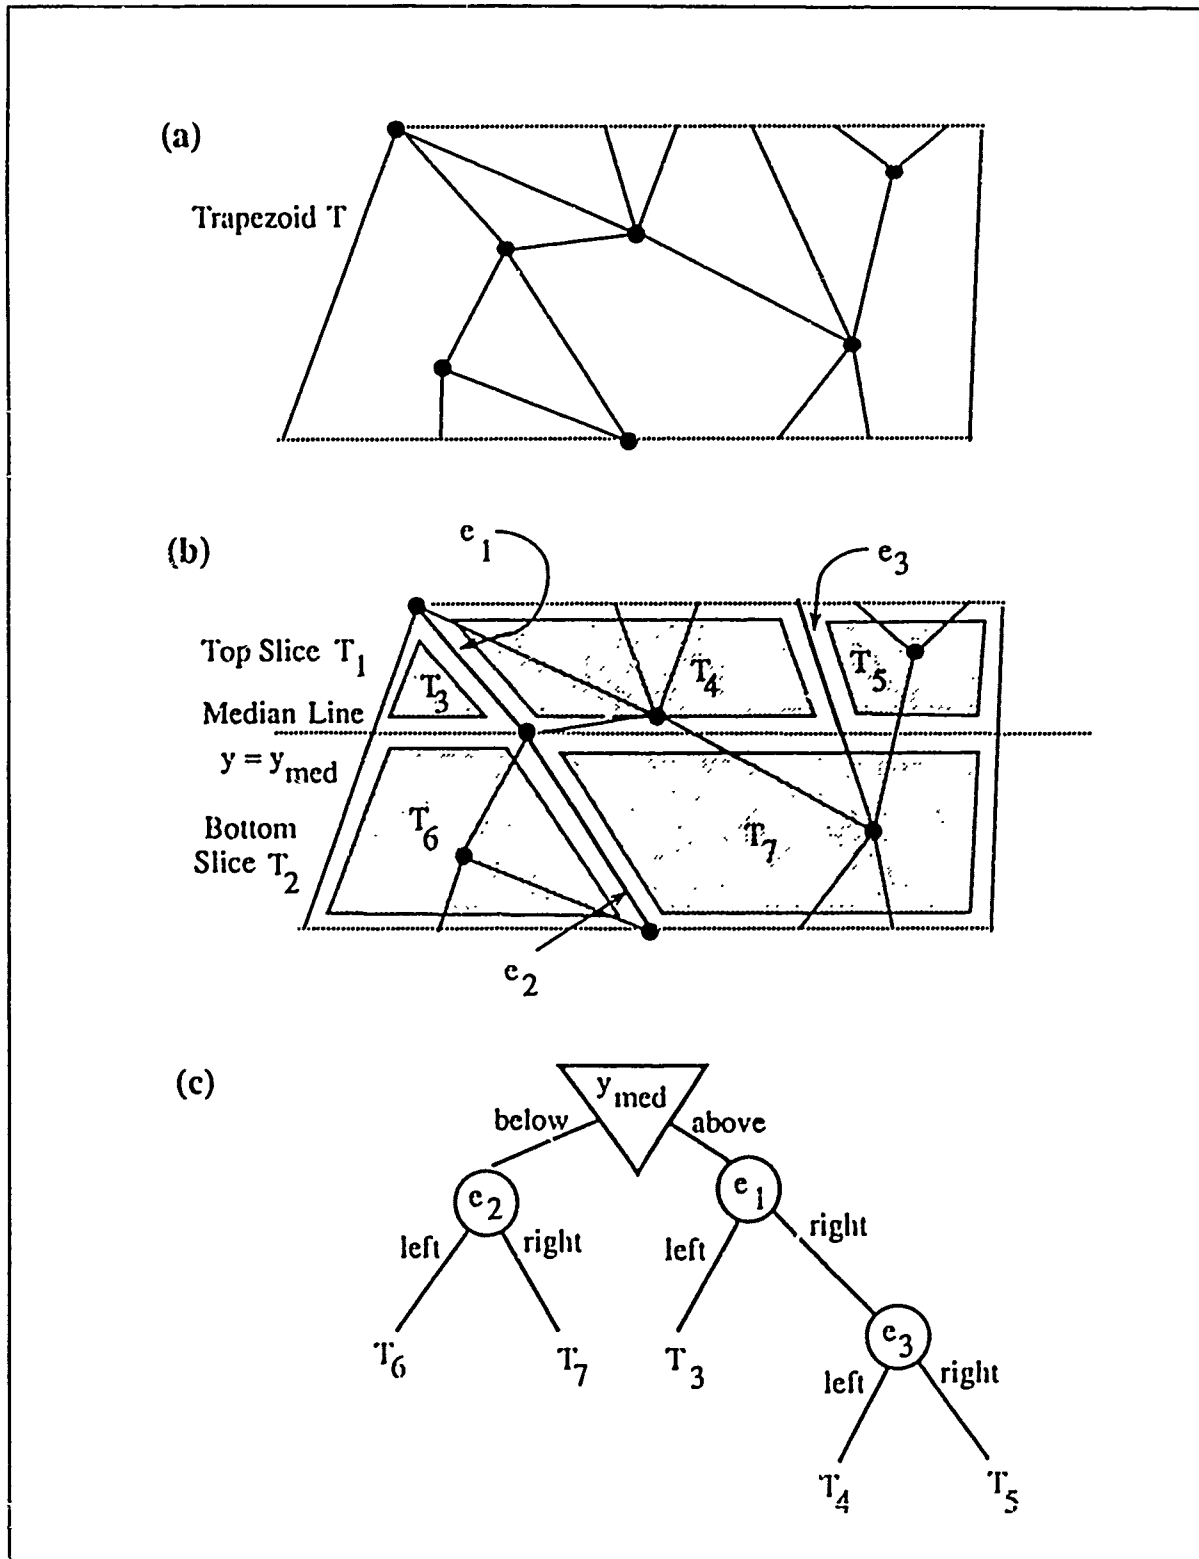 (a)
Trapezoid T
(b)
e1
e3
Top Slice T1
T3
T4
T5
Median Line
y = ymed
Bottom
Slice T2
T6
T7
e2
(c)
ymed
below
above
e2
e1
left
right
left
right
T6
T7
T3
e3
left
right
T4
T5